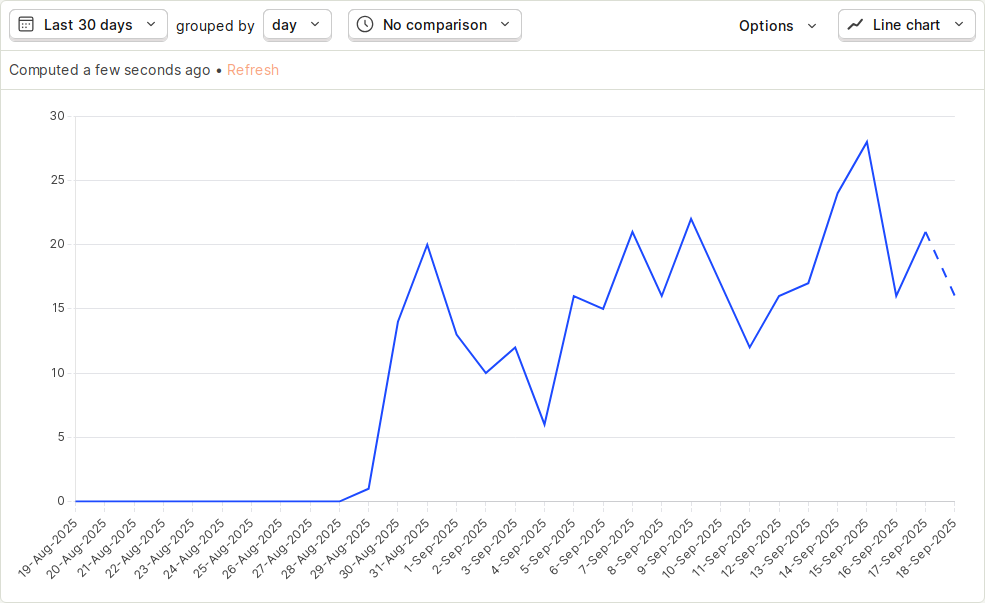 Last 30 days grouped by day No comparison Options Line chart
Computed a few seconds ago • Refresh
30
25
20
15
10
5
0
19-Aug-2025 20-Aug-2025 21-Aug-2025 22-Aug-2025 23-Aug-2025 24-Aug-2025 25-Aug-2025 26-Aug-2025 27-Aug-2025 28-Aug-2025 29-Aug-2025 30-Aug-2025 31-Aug-2025 1-Sep-2025 2-Sep-2025 3-Sep-2025 4-Sep-2025 5-Sep-2025 6-Sep-2025 7-Sep-2025 8-Sep-2025 9-Sep-2025 10-Sep-2025 11-Sep-2025 12-Sep-2025 13-Sep-2025 14-Sep-2025 15-Sep-2025 16-Sep-2025 17-Sep-2025 18-Sep-2025